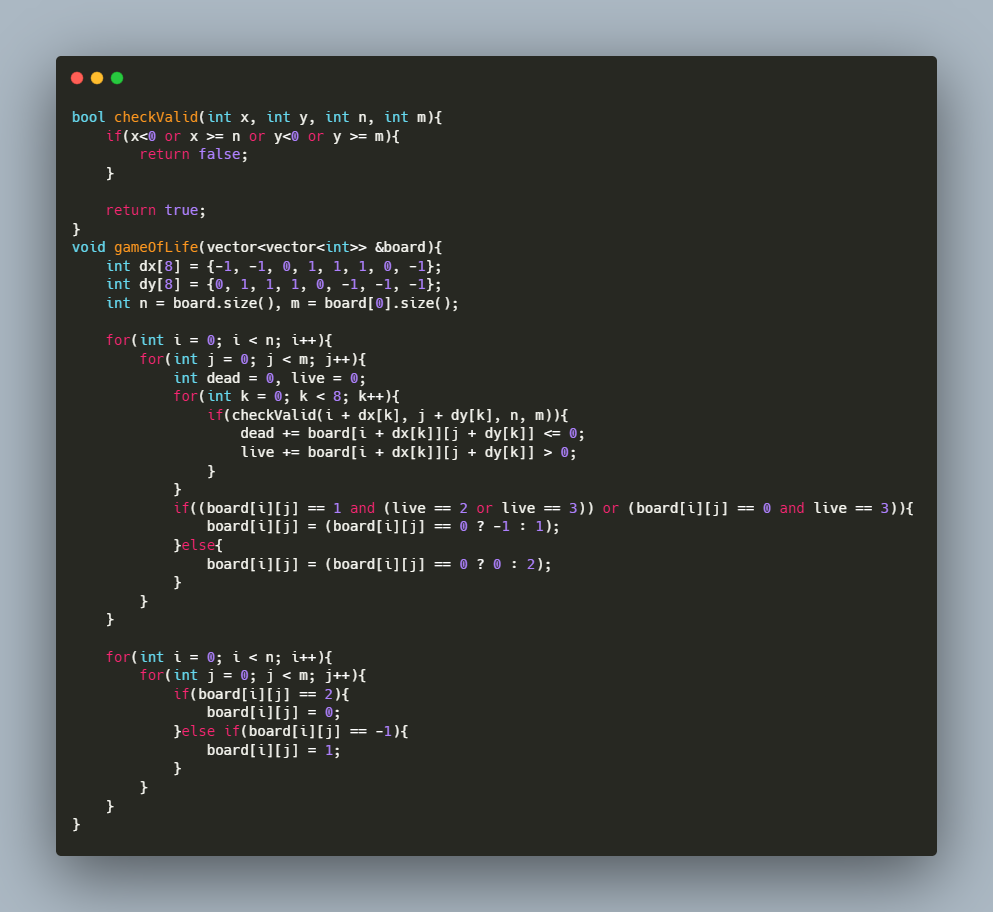 bool checkValid(int x, int y, int n, int m){
    if(x<0 or x >= n or y<0 or y >= m){
        return false;
    }

    return true;
}
void gameOfLife(vector<vector<int>> &board){
    int dx[8] = {-1, -1, 0, 1, 1, 1, 0, -1};
    int dy[8] = {0, 1, 1, 1, 0, -1, -1, -1};
    int n = board.size(), m = board[0].size();

    for(int i = 0; i < n; i++){
        for(int j = 0; j < m; j++){
            int dead = 0, live = 0;
            for(int k = 0; k < 8; k++){
                if(checkValid(i + dx[k], j + dy[k], n, m)){
                    dead += board[i + dx[k]][j + dy[k]] <= 0;
                    live += board[i + dx[k]][j + dy[k]] > 0;
                }
            }
            if((board[i][j] == 1 and (live == 2 or live == 3)) or (board[i][j] == 0 and live == 3)){
                board[i][j] = (board[i][j] == 0 ? -1 : 1);
            }else{
                board[i][j] = (board[i][j] == 0 ? 0 : 2);
            }
        }
    }

    for(int i = 0; i < n; i++){
        for(int j = 0; j < m; j++){
            if(board[i][j] == 2){
                board[i][j] = 0;
            }else if(board[i][j] == -1){
                board[i][j] = 1;
            }
        }
    }
}